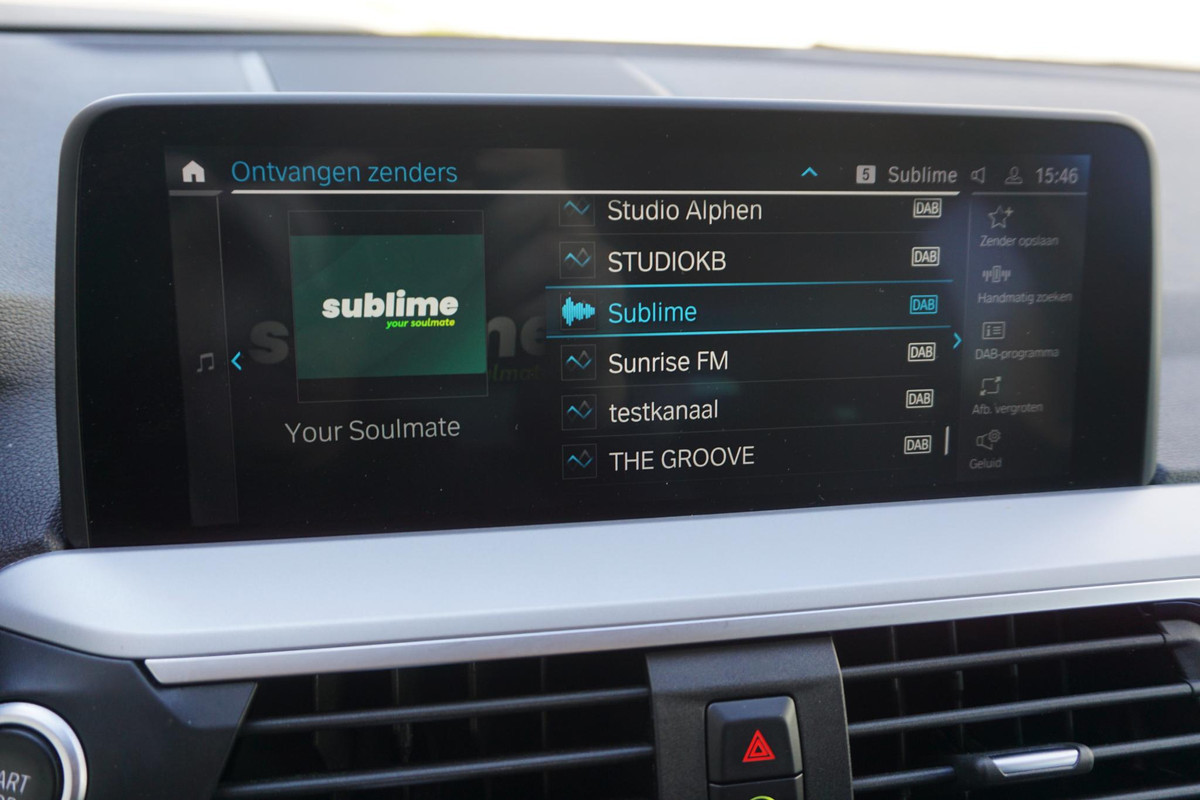 Ontvangen zenders
5 Sublime 15:46
Studio Alphen DAB
STUDIOKB DAB
Sublime DAB
Sunrise FM DAB
testkanaal DAB
THE GROOVE DAB
sublime
your soulmate
Your Soulmate
Zender opslaan
Handmatig zoeken
DAB-programma
Afb. vergroten
Geluid